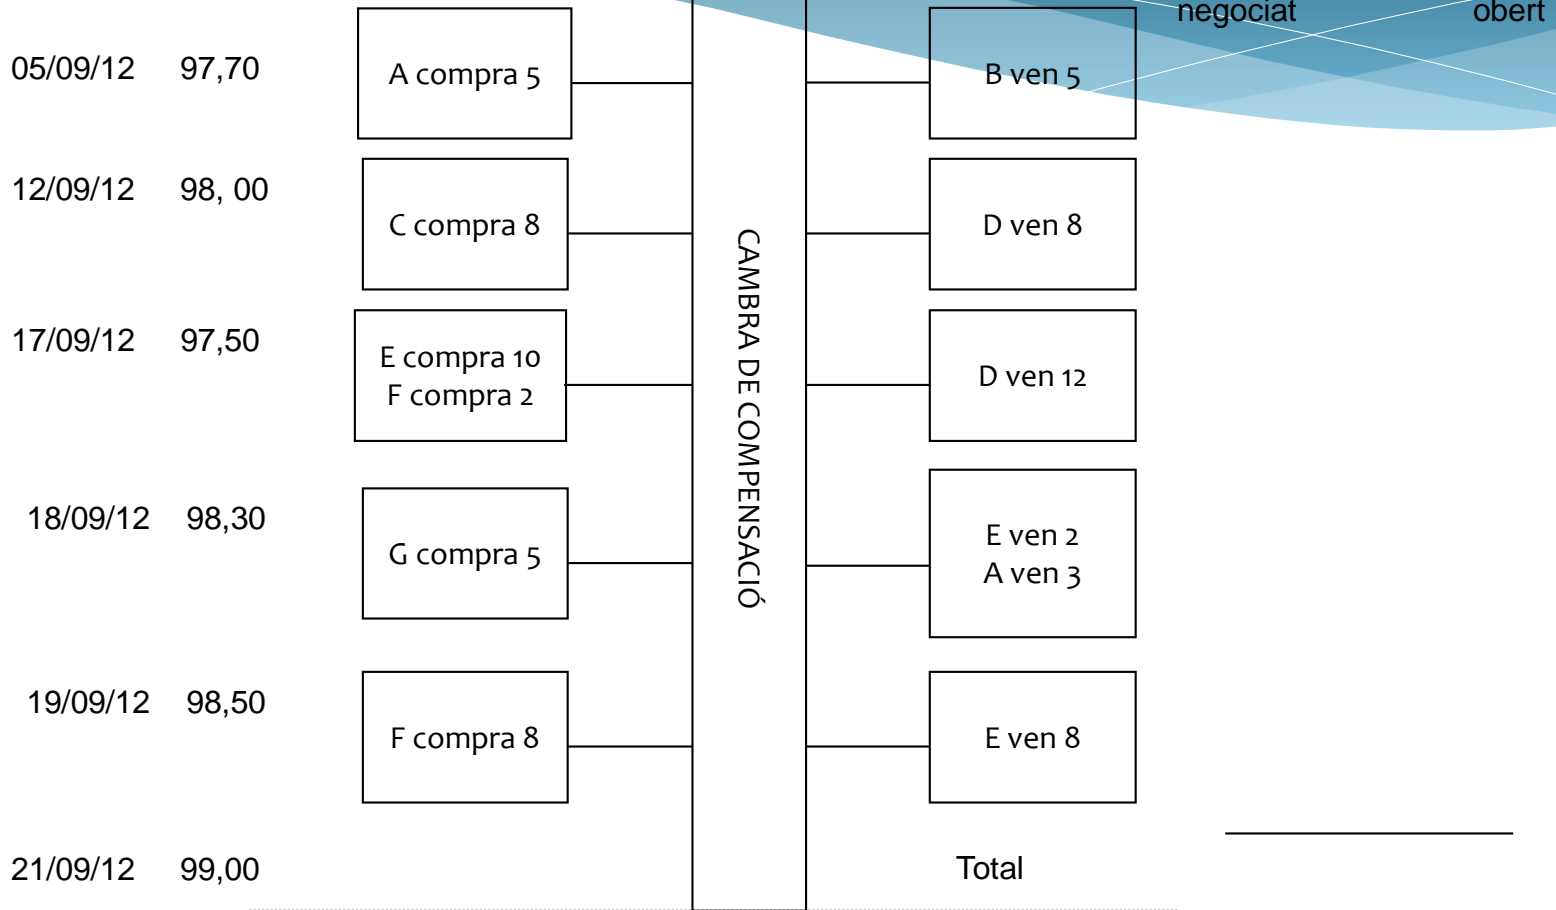 negociat obert
05/09/12 97,70 A compra 5 B ven 5
12/09/12 98, 00 C compra 8 D ven 8
17/09/12 97,50 E compra 10
F compra 2 D ven 12
18/09/12 98,30 G compra 5 E ven 2
A ven 3
19/09/12 98,50 F compra 8 E ven 8
CAMBRA DE COMPENSACIÓ
21/09/12 99,00 Total